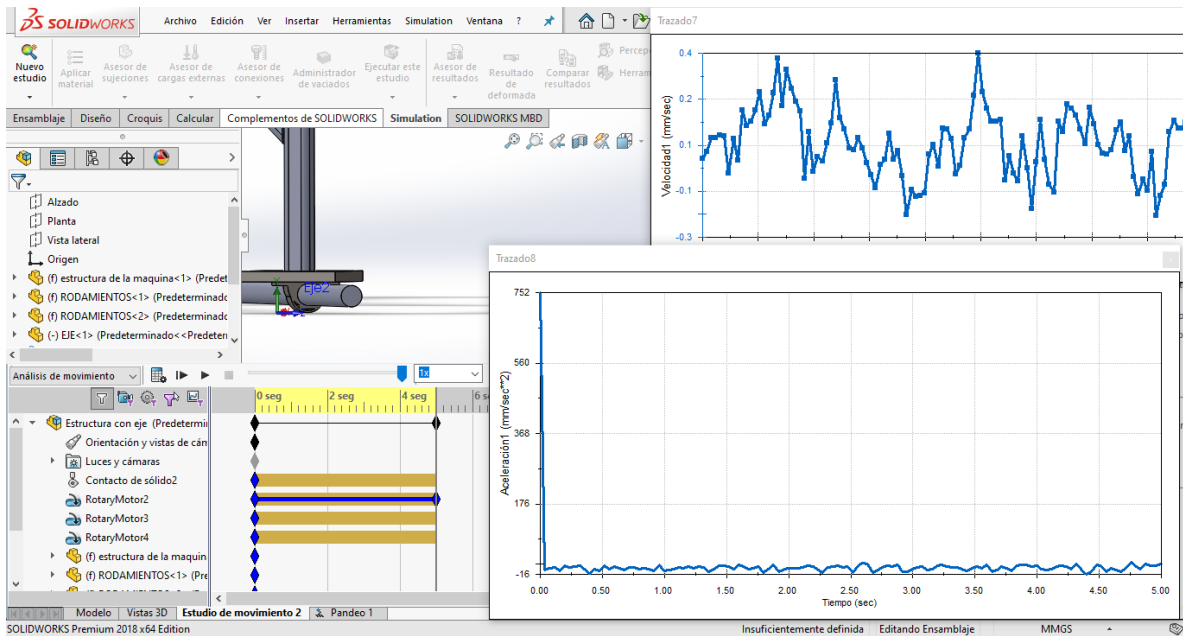 SOLIDWORKS Archivo Edición Ver Insertar Herramientas Simulation Ventana ?
Nuevo estudio
Aplicar material
Asesor de sujeciones
Asesor de cargas externas
Asesor de conexiones
Administrador de vaciados
Ejecutar este estudio
Asesor de resultados
Resultado de deformada
Comparar resultados
Percep
Herram
Ensamblaje Diseño Croquis Calcular Complementos de SOLIDWORKS Simulation SOLIDWORKS MBD
Alzado
Planta
Vista lateral
Origen
(f) estructura de la maquina<1> (Predet
(f) RODAMIENTOS<1> (Predeterminado
(f) RODAMIENTOS<2> (Predeterminado
(-) EJE<1> (Predeterminado<<Predeter
Eje2
Análisis de movimiento
1x
0 seg 2 seg 4 seg 6 s
Estructura con eje (Predetermi
Orientación y vistas de cám
Luces y cámaras
Contacto de sólido2
RotaryMotor2
RotaryMotor3
RotaryMotor4
(f) estructura de la maquin
(f) RODAMIENTOS<1> (Pre
Modelo Vistas 3D Estudio de movimiento 2 Pandeo 1
SOLIDWORKS Premium 2018 x64 Edition
Insuficientemente definida Editando Ensamblaje MMGS
Trazado7
Velocidad1 (mm/sec)
0.4
0.2
0.1
-0.1
-0.3
Trazado8
Aceleración1 (mm/sec**2)
752
560
368
176
-16
0.00 0.50 1.00 1.50 2.00 2.50 3.00 3.50 4.00 4.50 5.00
Tiempo (sec)